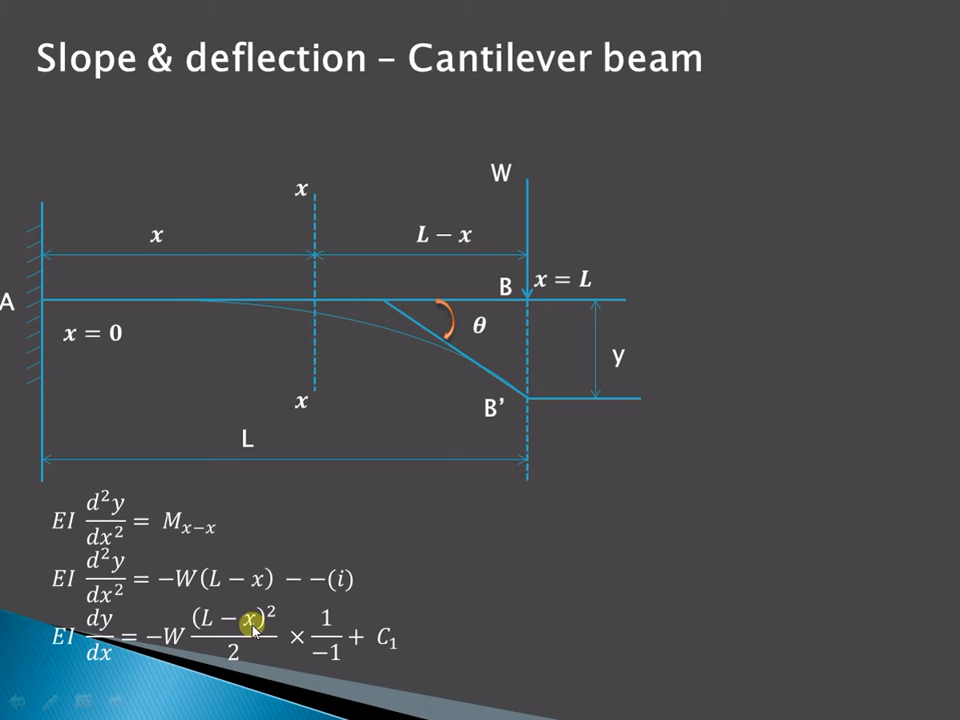 Slope & deflection – Cantilever beam
W
x
x
L − x
B
x = L
A
x = 0
θ
y
x
B’
L
EI d²y/dx² = Mₓ₋ₓ
EI d²y/dx² = −W(L − x) − −(i)
EI dy/dx = −W (L − x)²/2 × 1/−1 + C₁